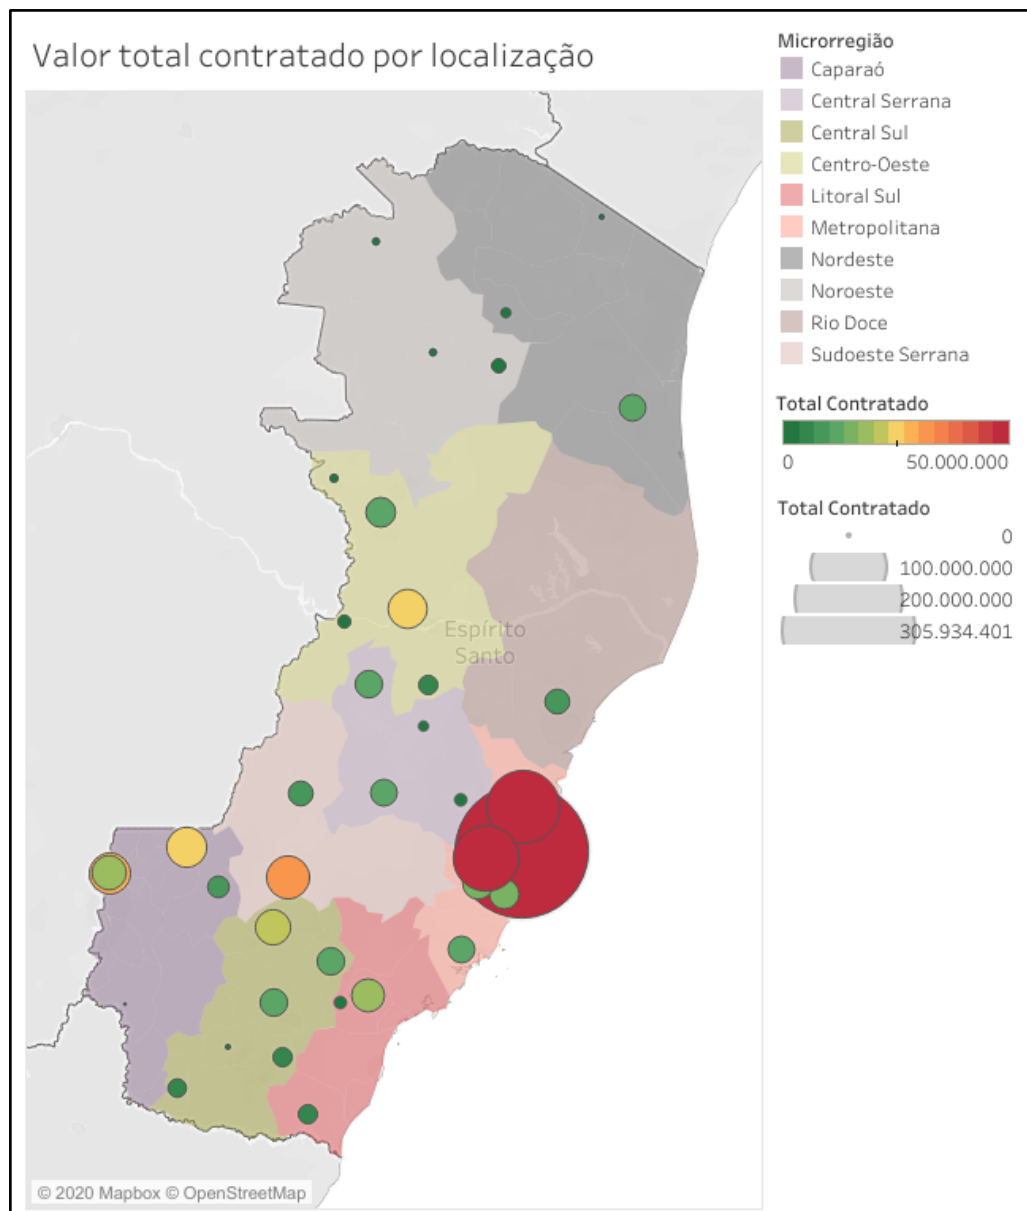 Valor total contratado por localização
Espírito
Santo
© 2020 Mapbox © OpenStreetMap
Microrregião
Caparaó
Central Serrana
Central Sul
Centro-Oeste
Litoral Sul
Metropolitana
Nordeste
Noroeste
Rio Doce
Sudoeste Serrana
Total Contratado
0 50.000.000
Total Contratado
0
100.000.000
200.000.000
305.934.401